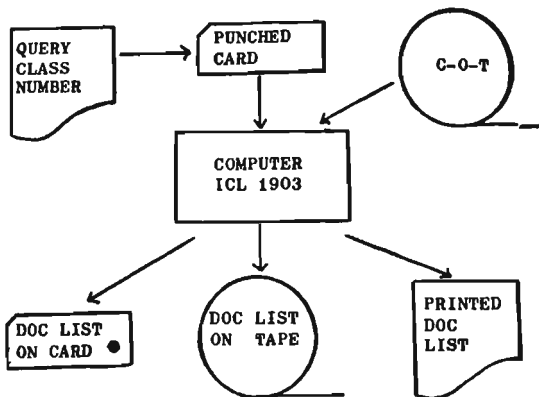 QUERY
CLASS
NUMBER
PUNCHED
CARD
C-O-T
COMPUTER
ICL 1903
DOC LIST
ON CARD
DOC LIST
ON TAPE
PRINTED
DOC
LIST